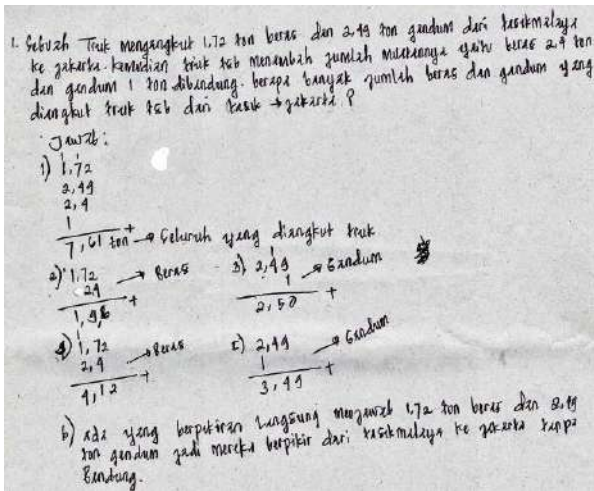 1. Sebuah Truk mengangkut 1,72 ton beras dan 2,49 ton gandum dari tasikmalaya
ke jakarta. kemudian truk tsb menambah jumlah muatannya yaitu beras 2,4 ton
dan gandum 1 ton dibandung. berapa banyak jumlah beras dan gandum yang
diangkut truk tsb dari tasik → jakarta ?
Jawab :
1) 1,72
2,49
2,4
1
7,61 ton → Seluruh yang diangkut truk
2) 1,72 → Beras
24
1,96
3) 2,49 → Gandum
1
2,50
4) 1,72 → Beras
2,4
4,12
5) 2,49 → Gandum
1
3,49
6) ada yang berpikiran langsung menjawab 1,72 ton beras dan 2,49
ton gandum jadi mereka berpikir dari tasikmalaya ke jakarta tanpa
Bandung.